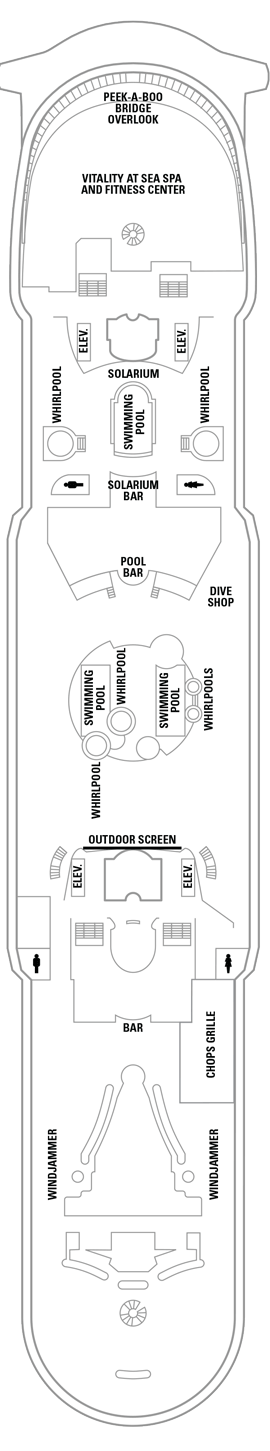 PEEK-A-BOO
BRIDGE
OVERLOOK
VITALITY AT SEA SPA
AND FITNESS CENTER
ELEV.
ELEV.
SOLARIUM
WHIRLPOOL
SWIMMING
POOL
WHIRLPOOL
SOLARIUM
BAR
POOL
BAR
DIVE
SHOP
SWIMMING
POOL
WHIRLPOOL
SWIMMING
POOL
WHIRLPOOLS
WHIRLPOOL
OUTDOOR SCREEN
ELEV.
ELEV.
BAR
CHOPS GRILLE
WINDJAMMER
WINDJAMMER